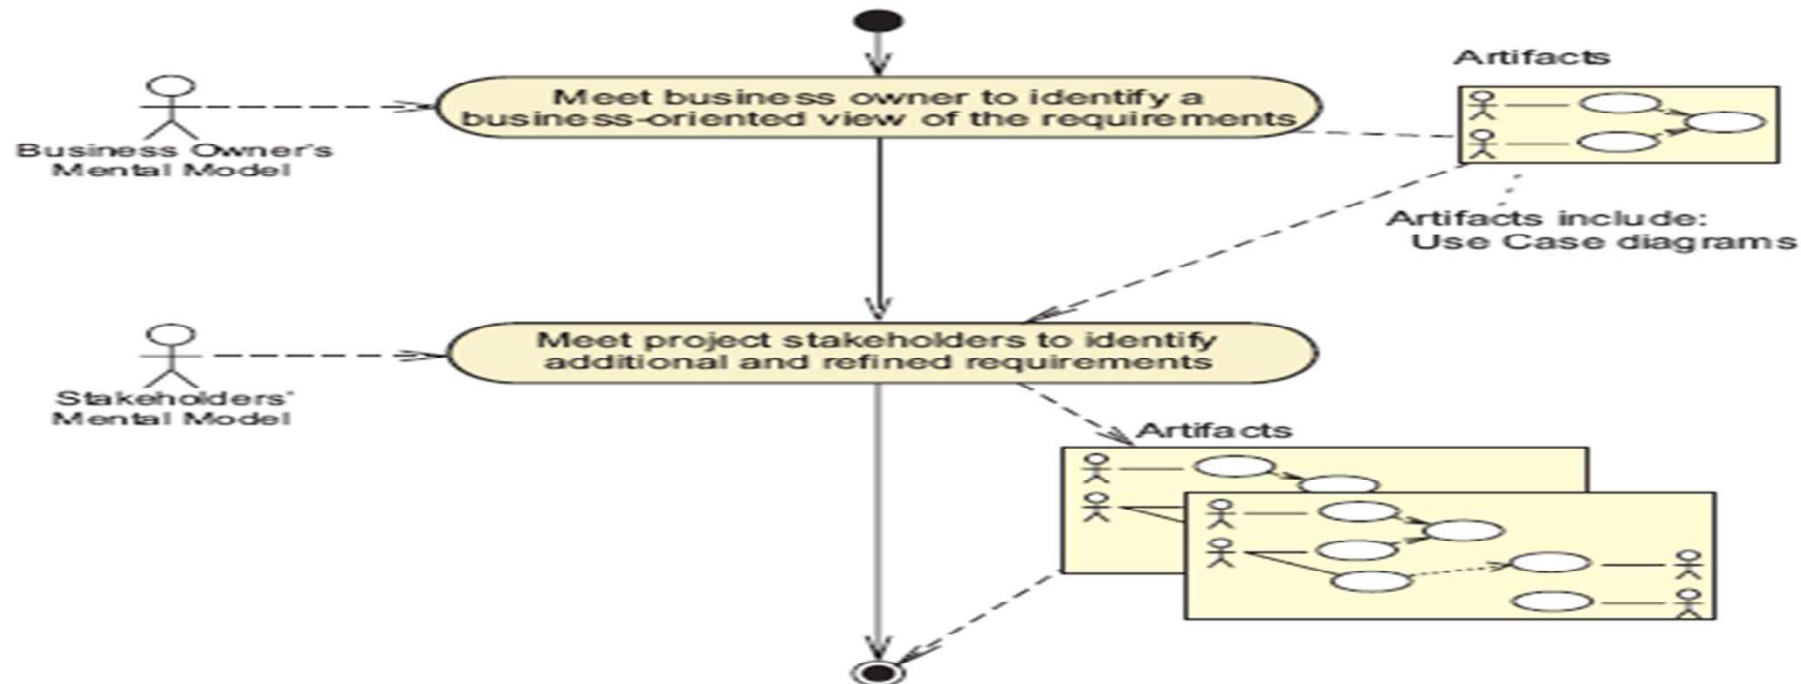 Artifacts
Meet business owner to identify a
business-oriented view of the requirements
Business Owner's
Mental Model
Artifacts include:
Use Case diagrams
Meet project stakeholders to identify
additional and refined requirements
Stakeholders'
Mental Model
Artifacts